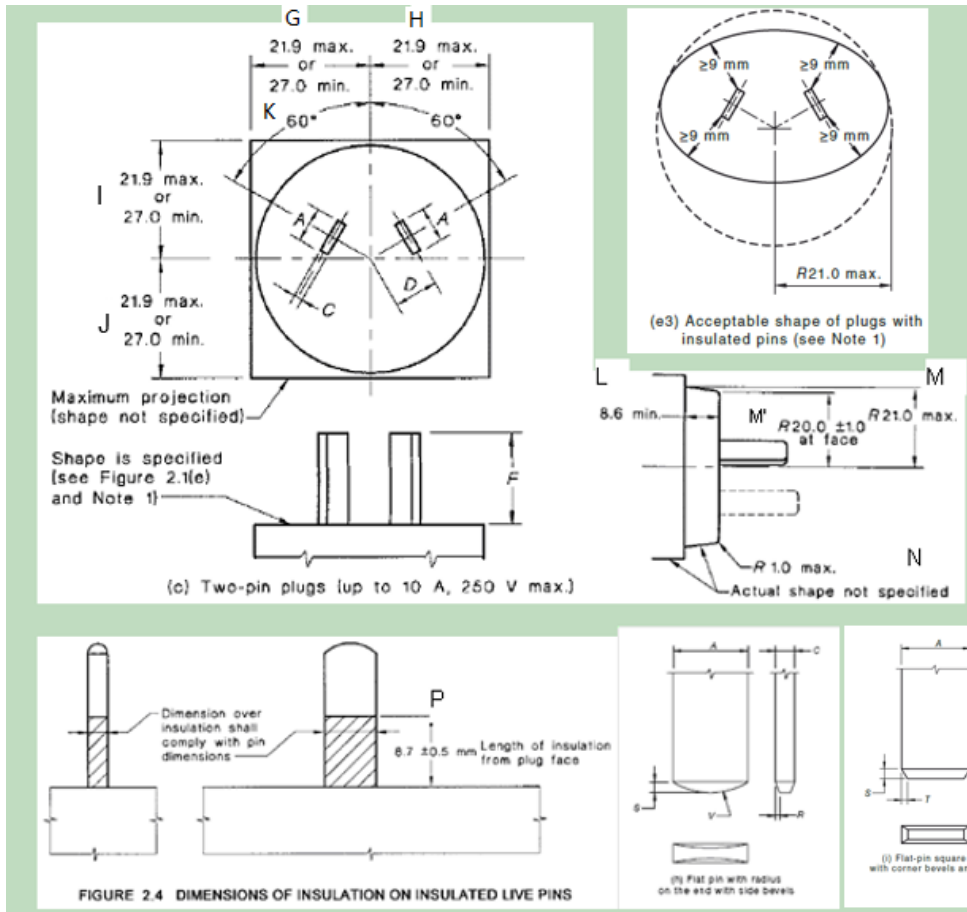 G
H
21.9 max.
or
27.0 min.
21.9 max.
or
27.0 min.
K
60°
60°
I
21.9 max.
or
27.0 min.
J
21.9 max.
or
27.0 min.
A
A
C
D
Maximum projection
(shape not specified)
Shape is specified
(see Figure 2.1(e)
and Note 1)
F
(c) Two-pin plugs (up to 10 A, 250 V max.)
≥9 mm
≥9 mm
≥9 mm
≥9 mm
R21.0 max.
(e3) Acceptable shape of plugs with
insulated pins (see Note 1)
L
M
8.6 min.
M'
R20.0 ±1.0
at face
R21.0 max.
N
R 1.0 max.
Actual shape not specified
Dimension over
insulation shall
comply with pin
dimensions
P
8.7 ±0.5 mm
Length of insulation
from plug face
FIGURE 2.4 DIMENSIONS OF INSULATION ON INSULATED LIVE PINS
A
C
S
V
R
(h) Flat pin with radius
on the end with side bevels
A
S
T
(i) Flat-pin square
with corner bevels